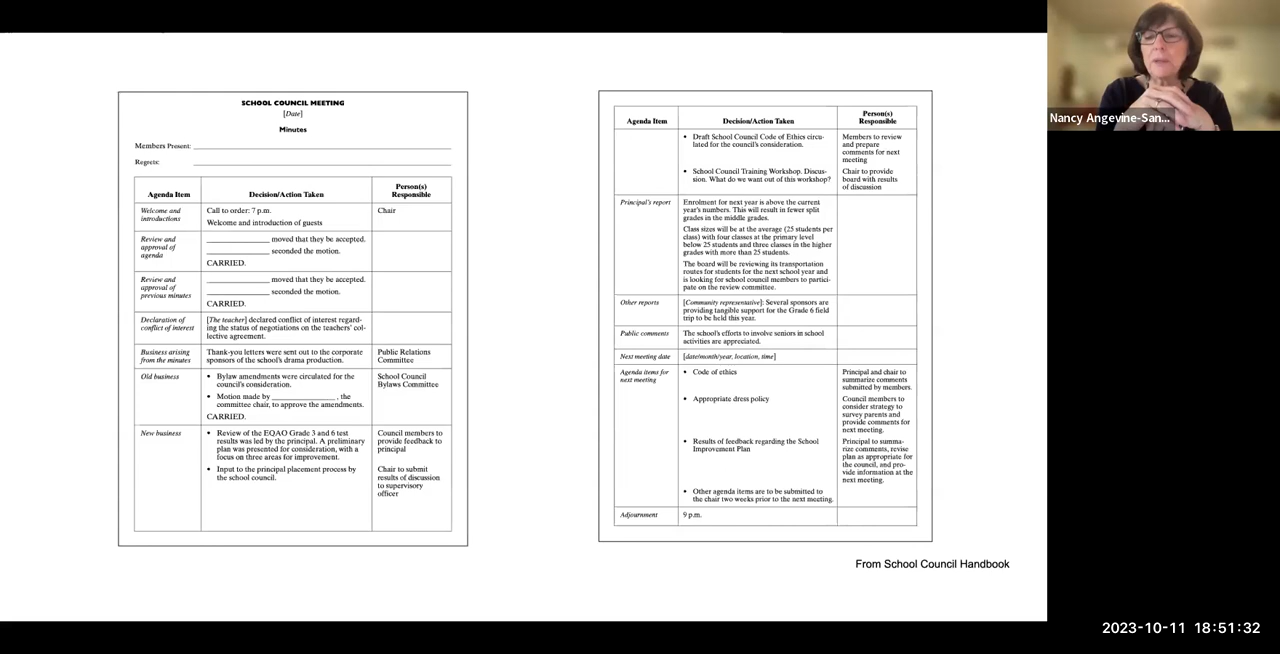 SCHOOL COUNCIL MEETING
[Date]
Minutes
Members Present:
Regrets:
Agenda Item
Decision/Action Taken
Person(s)
Responsible
Welcome and
introductions
Call to order: 7 p.m.
Welcome and introduction of guests
Chair
Review and
approval of
agenda
____________ moved that they be accepted.
____________ seconded the motion.
CARRIED.
Review and
approval of
previous minutes
____________ moved that they be accepted.
____________ seconded the motion.
CARRIED.
Declaration of
conflict of interest
[The teacher] declared conflict of interest regard-
ing the status of negotiations on the teachers' col-
lective agreement.
Business arising
from the minutes
Thank-you letters were sent out to the corporate
sponsors of the school's drama production.
Public Relations
Committee
Old business
• Bylaw amendments were circulated for the
council's consideration.
• Motion made by ____________ , the
committee chair, to approve the amendments.
CARRIED.
School Council
Bylaws Committee
New business
• Review of the EQAO Grade 3 and 6 test
results was led by the principal. A preliminary
plan was presented for consideration, with a
focus on three areas for improvement.
• Input to the principal placement process by
the school council.
Council members to
provide feedback to
principal
Chair to submit
results of discussion
to supervisory
officer
Agenda Item
Decision/Action Taken
Person(s)
Responsible
• Draft School Council Code of Ethics circu-
lated for the council's consideration.
Members to review
and prepare
comments for next
meeting
• School Council Training Workshop. Discus-
sion. What do we want out of this workshop?
Chair to provide
board with results
of discussion
Principal's report
Enrolment for next year is above the current
year's numbers. This will result in fewer split
grades in the middle grades.
Class sizes will be at the average (25 students per
class) with four classes at the primary level
below 25 students and three classes in the higher
grades with more than 25 students.
The board will be reviewing its transportation
routes for students for the next school year and
is looking for school council members to partici-
pate on the review committee.
Other reports
[Community representative]: Several sponsors are
providing tangible support for the Grade 6 field
trip to be held this year.
Public comments
The school's efforts to involve seniors in school
activities are appreciated.
Next meeting date
[date/month/year, location, time]
Agenda items for
next meeting
• Code of ethics
Principal and chair to
summarize comments
submitted by members.
• Appropriate dress policy
Council members to
consider strategy to
survey parents and
provide comments for
next meeting.
• Results of feedback regarding the School
Improvement Plan
Principal to summa-
rize comments, revise
plan as appropriate for
the council, and pro-
vide information at the
next meeting.
• Other agenda items are to be submitted to
the chair two weeks prior to the next meeting.
Adjournment
9 p.m.
From School Council Handbook
Nancy Angevine-San...
2023-10-11 18:51:32